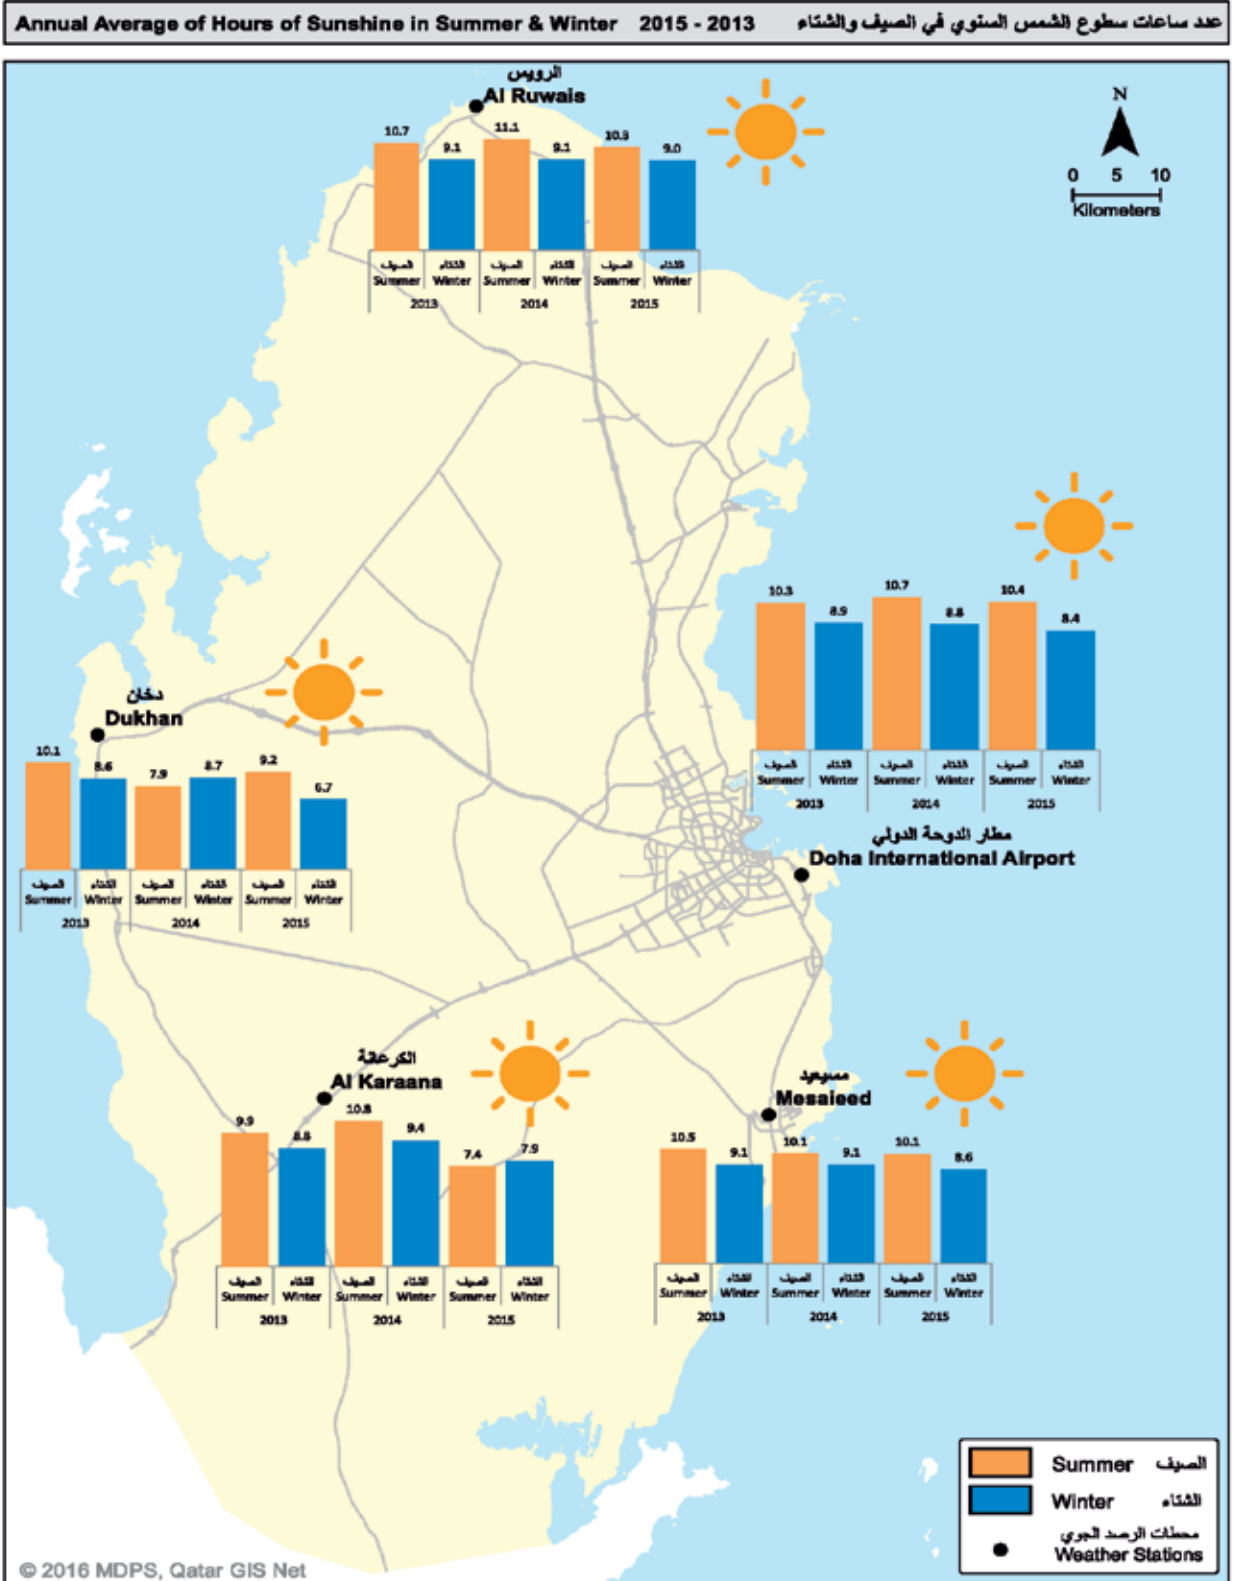 Annual Average of Hours of Sunshine in Summer & Winter 2015 - 2013 عدد ساعات سطوع الشمس السنوي في الصيف والشتاء
الرويس
Al Ruwais
10.7 9.1 11.1 9.1 10.3 9.0
الصيف الشتاء الصيف الشتاء الصيف الشتاء
Summer Winter Summer Winter Summer Winter
2013 2014 2015
N
0 5 10
Kilometers
10.3 8.9 10.7 8.8 10.4 8.4
الصيف الشتاء الصيف الشتاء الصيف الشتاء
Summer Winter Summer Winter Summer Winter
2013 2014 2015
مطار الدوحة الدولي
Doha International Airport
دخان
Dukhan
10.1 8.6 7.9 8.7 9.2 6.7
الصيف الشتاء الصيف الشتاء الصيف الشتاء
Summer Winter Summer Winter Summer Winter
2013 2014 2015
الكرعانة
Al Karaana
9.9 8.8 10.8 9.4 7.4 7.9
الصيف الشتاء الصيف الشتاء الصيف الشتاء
Summer Winter Summer Winter Summer Winter
2013 2014 2015
مسيعيد
Mesaieed
10.5 9.1 10.1 9.1 10.1 8.6
الصيف الشتاء الصيف الشتاء الصيف الشتاء
Summer Winter Summer Winter Summer Winter
2013 2014 2015
Summer الصيف
Winter الشتاء
محطات الرصد الجوي
Weather Stations
© 2016 MDPS, Qatar GIS Net